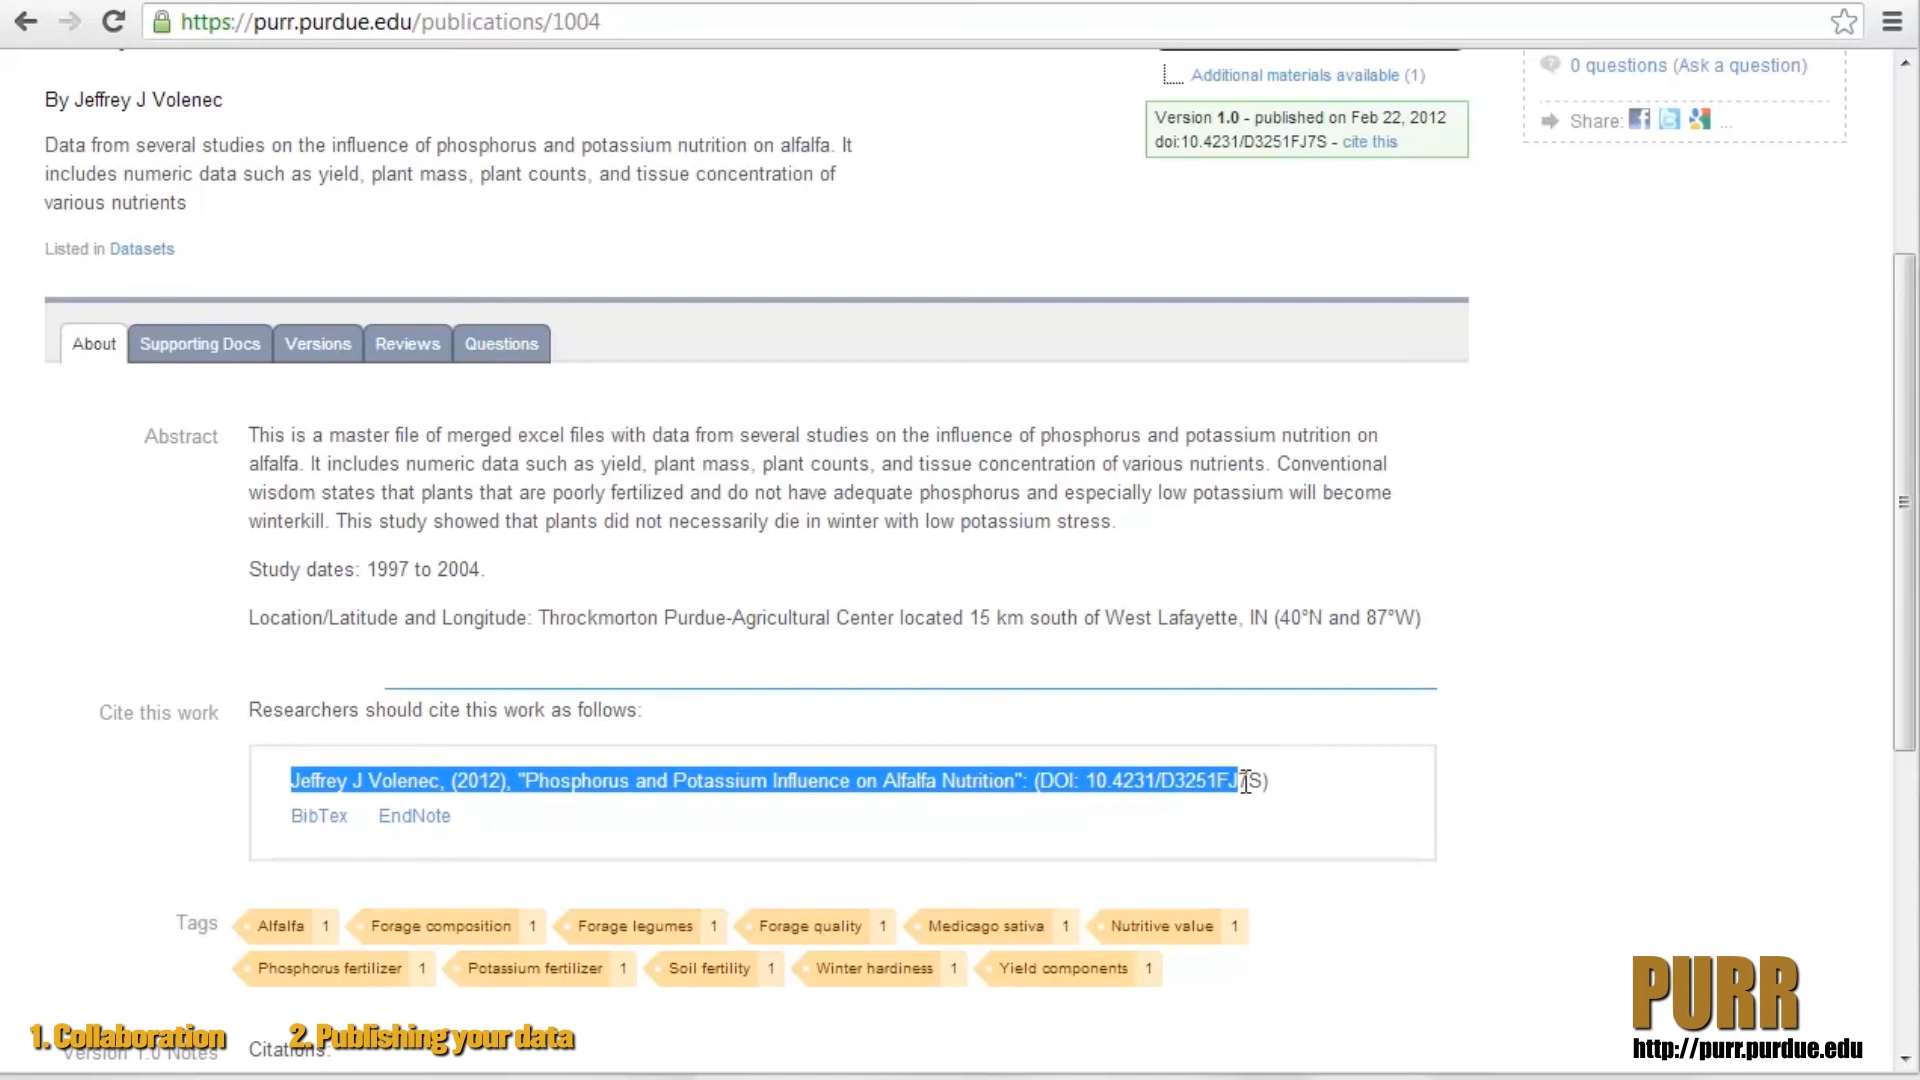 https://purr.purdue.edu/publications/1004
Additional materials available (1)
0 questions (Ask a question)
By Jeffrey J Volenec
Version 1.0 - published on Feb 22, 2012
doi:10.4231/D3251FJ7S - cite this
Share:
...
Data from several studies on the influence of phosphorus and potassium nutrition on alfalfa. It
includes numeric data such as yield, plant mass, plant counts, and tissue concentration of
various nutrients
Listed in Datasets
About
Supporting Docs
Versions
Reviews
Questions
Abstract
This is a master file of merged excel files with data from several studies on the influence of phosphorus and potassium nutrition on
alfalfa. It includes numeric data such as yield, plant mass, plant counts, and tissue concentration of various nutrients. Conventional
wisdom states that plants that are poorly fertilized and do not have adequate phosphorus and especially low potassium will become
winterkill. This study showed that plants did not necessarily die in winter with low potassium stress.
Study dates: 1997 to 2004.
Location/Latitude and Longitude: Throckmorton Purdue-Agricultural Center located 15 km south of West Lafayette, IN (40°N and 87°W)
Cite this work
Researchers should cite this work as follows:
Jeffrey J Volenec, (2012), "Phosphorus and Potassium Influence on Alfalfa Nutrition": (DOI: 10.4231/D3251FJ7S)
BibTex EndNote
Tags
Alfalfa 1 Forage composition 1 Forage legumes 1 Forage quality 1 Medicago sativa 1 Nutritive value 1
Phosphorus fertilizer 1 Potassium fertilizer 1 Soil fertility 1 Winter hardiness 1 Yield components 1
1. Collaboration 2. Publishing your data
Version 1.0 Notes
Citations:
PURR
http://purr.purdue.edu